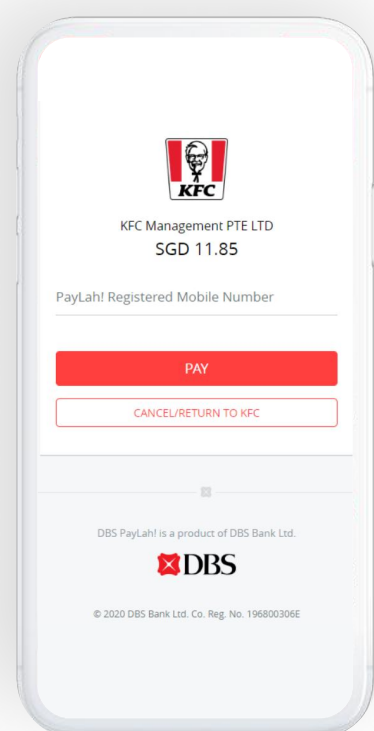 KFC
KFC Management PTE LTD
SGD 11.85
PayLah! Registered Mobile Number
PAY
CANCEL/RETURN TO KFC
DBS PayLah! is a product of DBS Bank Ltd.
DBS
© 2020 DBS Bank Ltd. Co. Reg. No. 196800306E